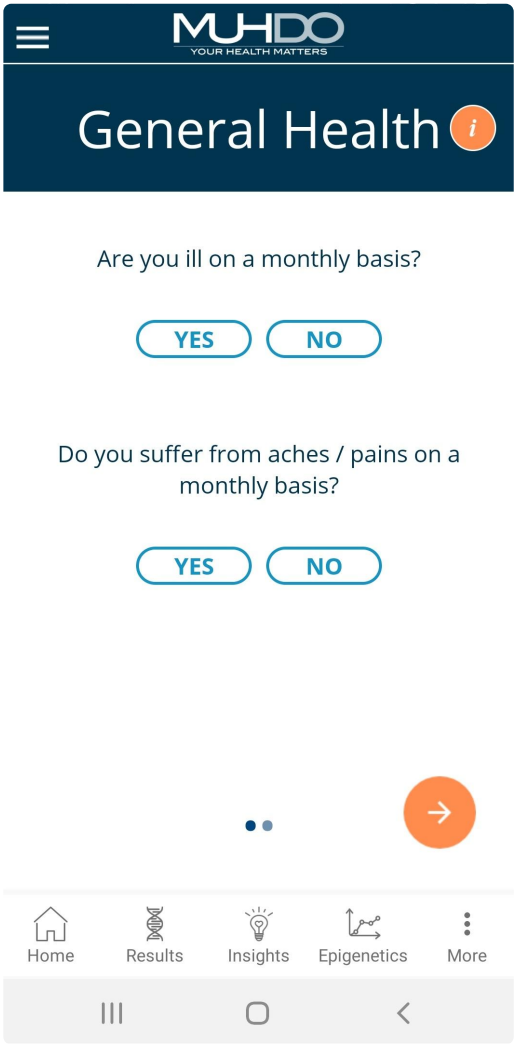 MUHDO
YOUR HEALTH MATTERS
General Health
i
Are you ill on a monthly basis?
YES
NO
Do you suffer from aches / pains on a
monthly basis?
YES
NO
Home
Results
Insights
Epigenetics
More